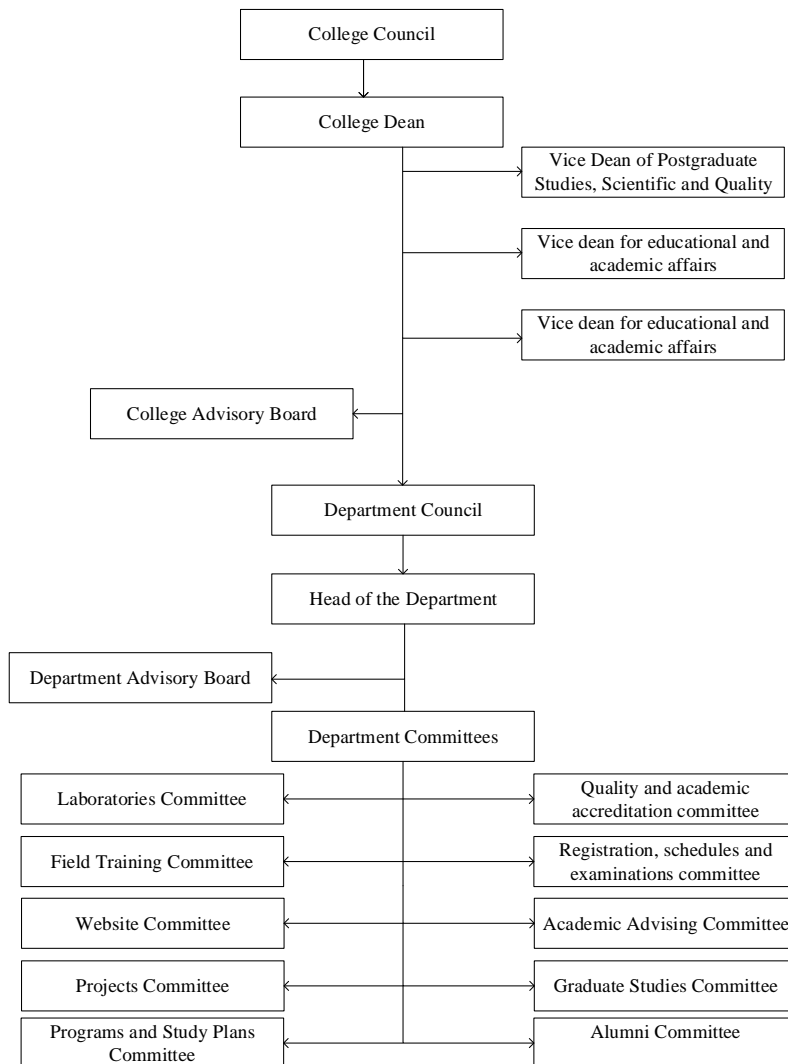 College Council
College Dean
Vice Dean of Postgraduate
Studies, Scientific and Quality
Vice dean for educational and
academic affairs
Vice dean for educational and
academic affairs
College Advisory Board
Department Council
Head of the Department
Department Advisory Board
Department Committees
Laboratories Committee
Quality and academic
accreditation committee
Field Training Committee
Registration, schedules and
examinations committee
Website Committee
Academic Advising Committee
Projects Committee
Graduate Studies Committee
Programs and Study Plans
Committee
Alumni Committee